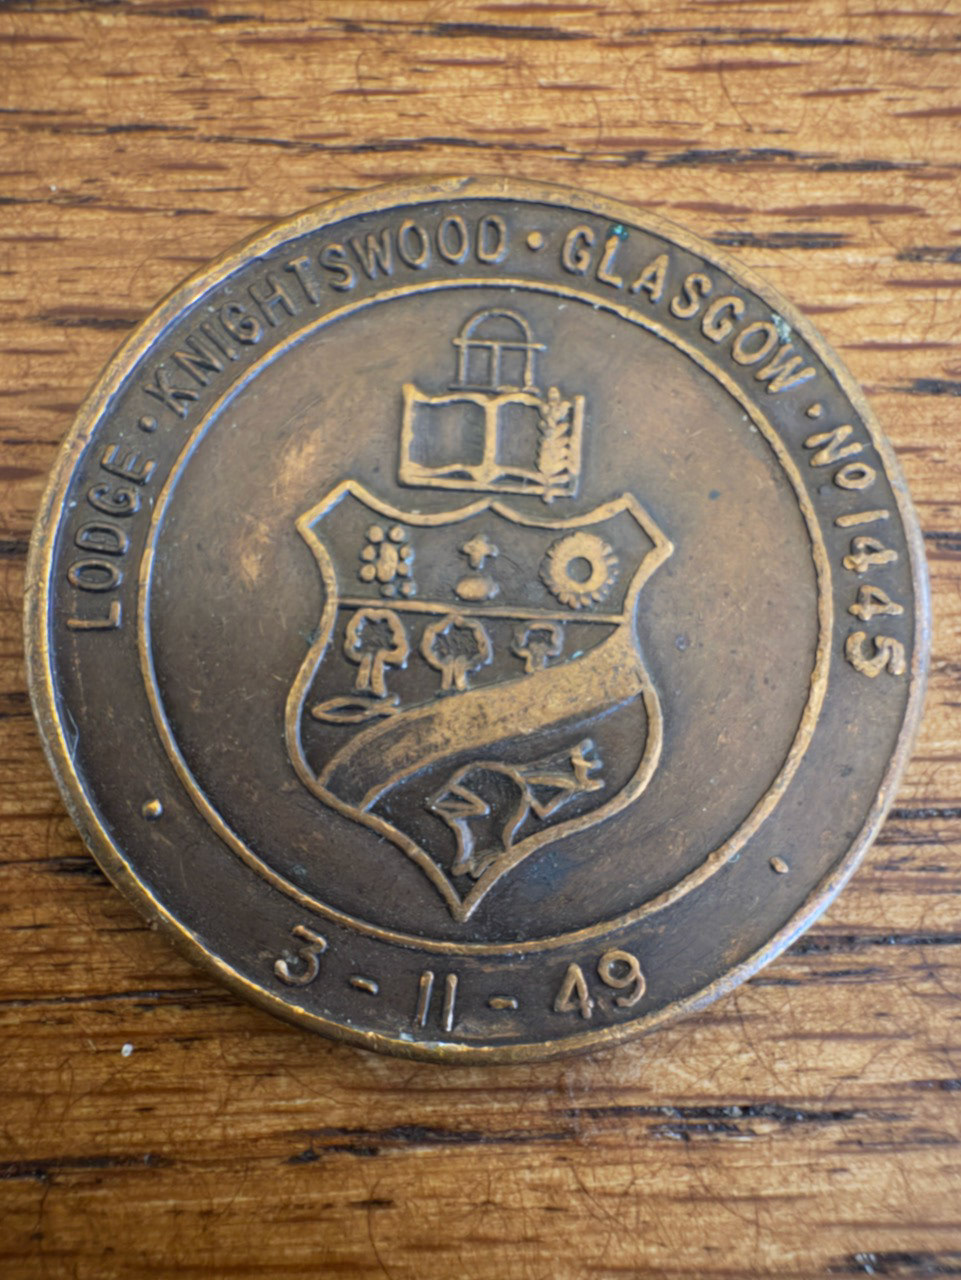 LODGE · KNIGHTSWOOD · GLASGOW · No 1445
3 - 11 - 49